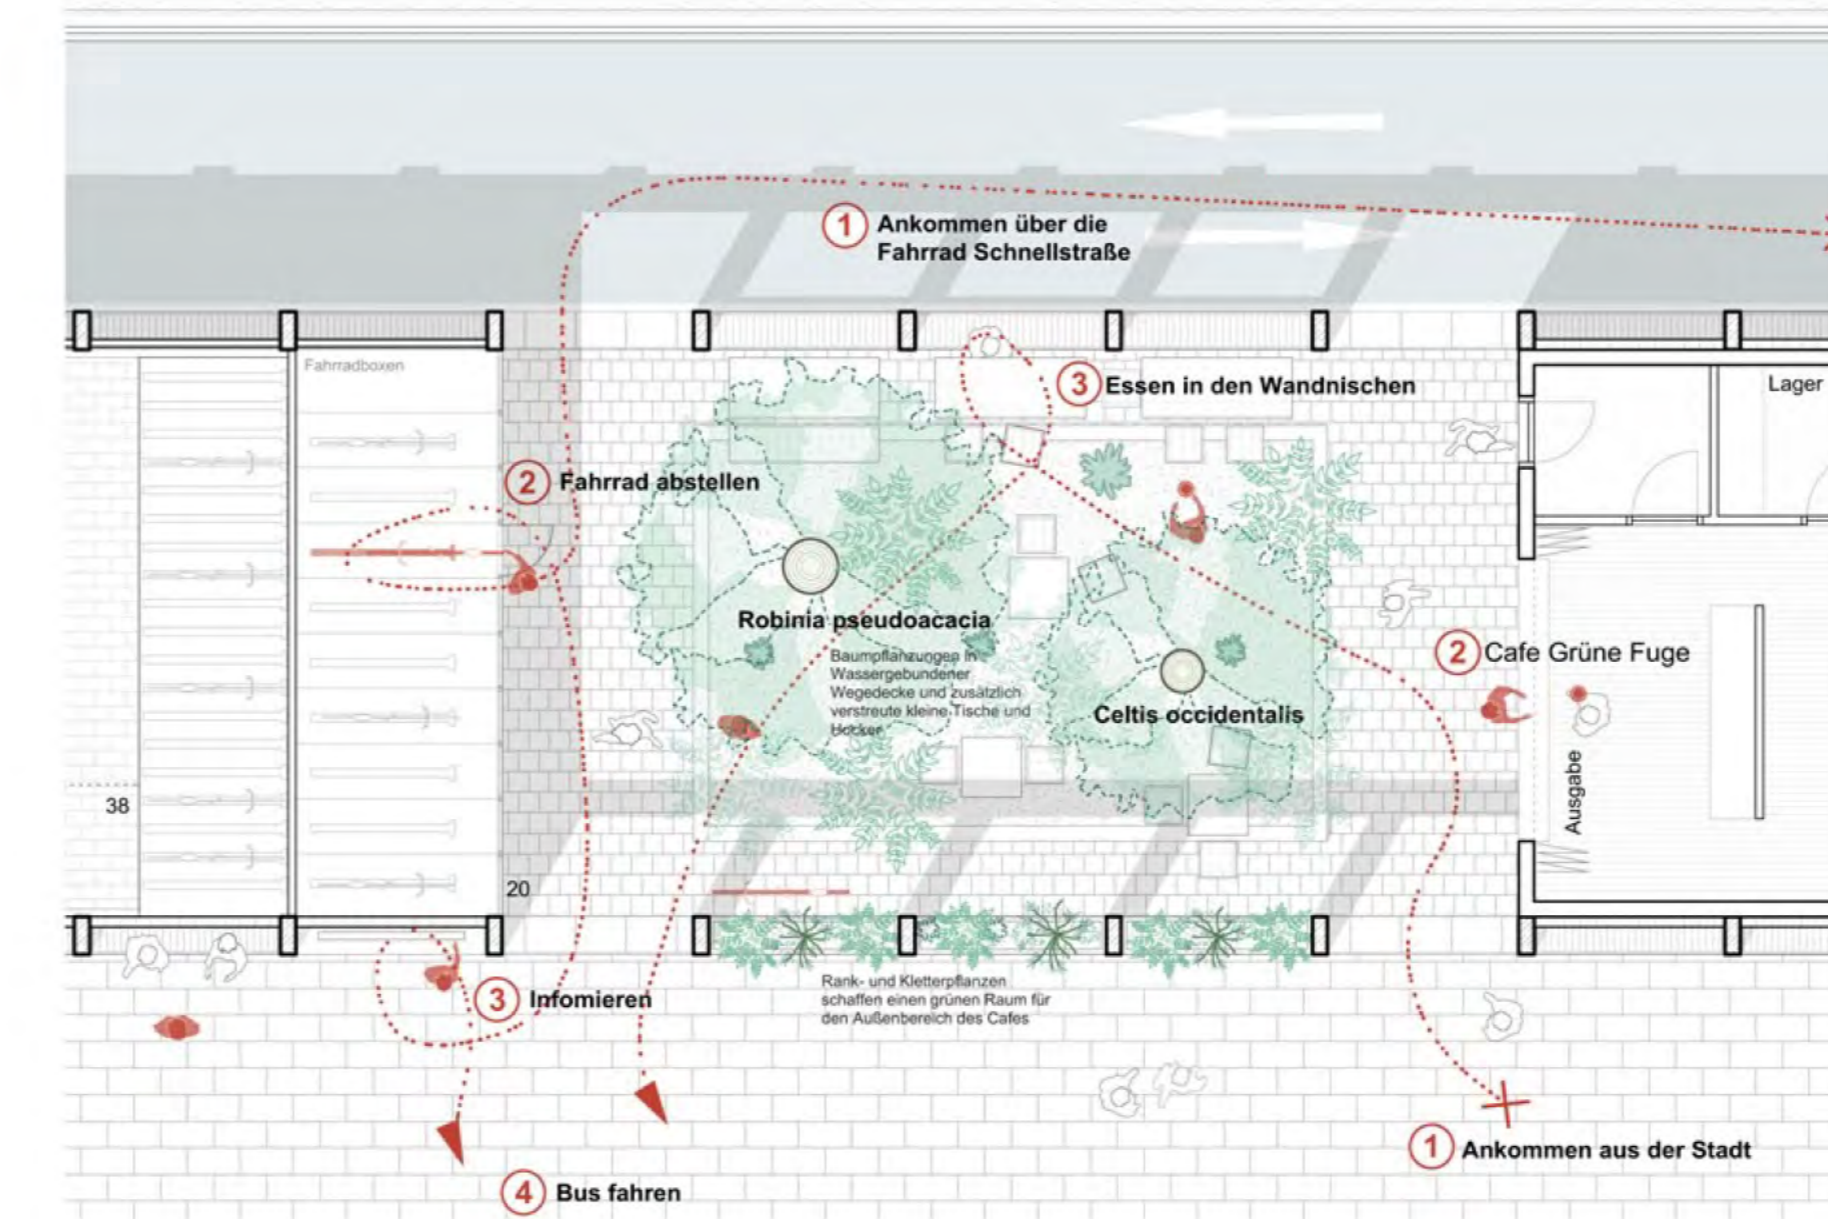 1 Ankommen über die
Fahrrad Schnellstraße
Fahrradboxen
3 Essen in den Wandnischen
Lager
2 Fahrrad abstellen
Robinia pseudoacacia
Baumpflanzungen in
Wassergebundener
Wegedecke und zusätzlich
verstreute kleine Tische und
Hocker
2 Cafe Grüne Fuge
Celtis occidentalis
Ausgabe
38
20
3 Infomieren
Rank- und Kletterpflanzen
schaffen einen grünen Raum für
den Außenbereich des Cafes
1 Ankommen aus der Stadt
4 Bus fahren